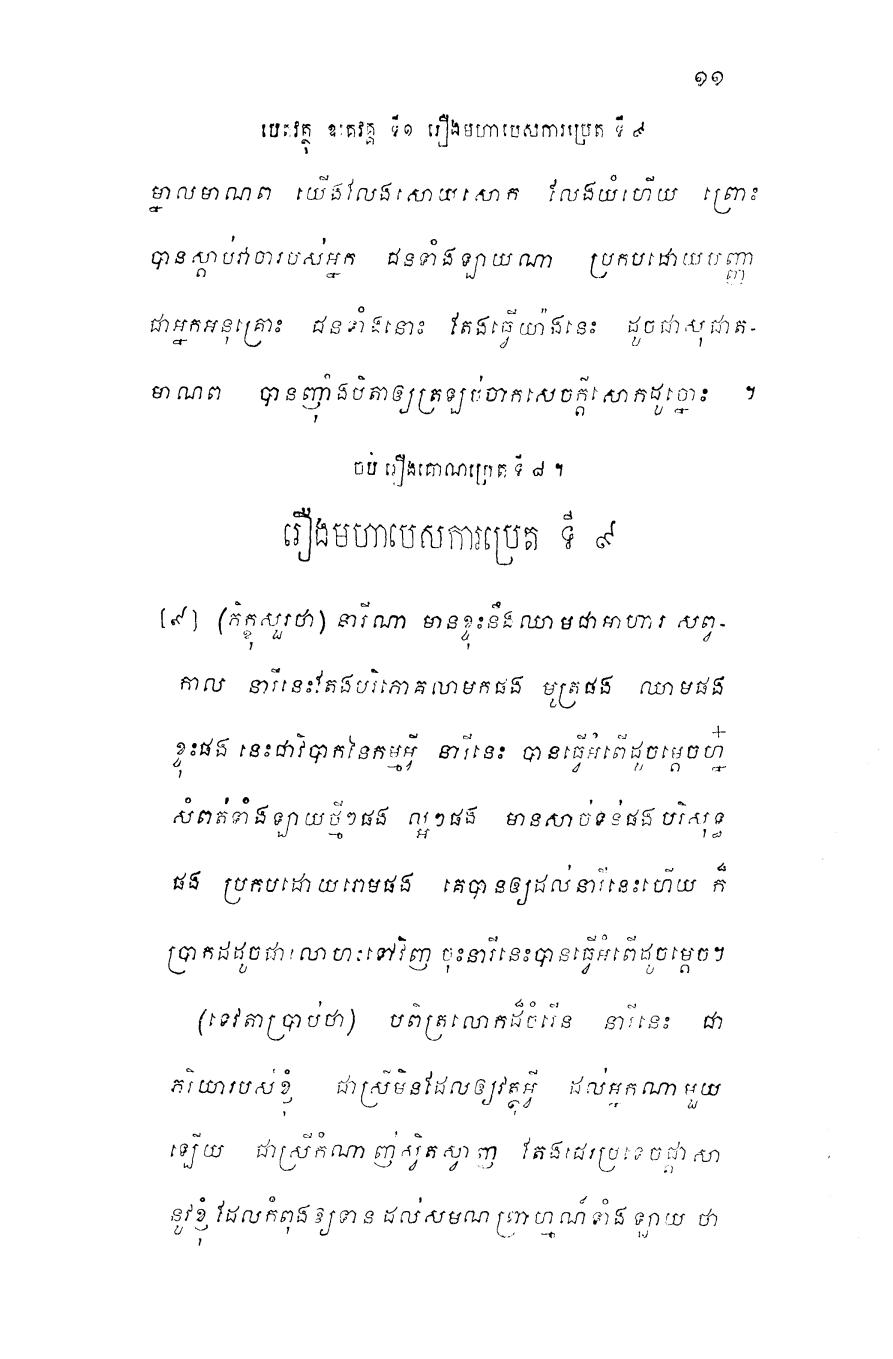 ១១
បេតវត្ថុ ឧរគវគ្គ ទី១ រឿងមហាបេសការប្រេត ទី ៩
ម្នាលមាណព យើងលែងសោយសោក លែងយំហើយ ព្រោះ
បានស្តាប់វាចារបស់អ្នក ជនទាំងឡាយណា ប្រកបដោយបញ្ញា
ជាអ្នកអនុគ្រោះ ជនទាំងនោះ តែងធ្វើយ៉ាងនេះ ដូចជាសុជាត-
មាណព បានញ៉ាំងបិតាឲ្យត្រឡប់ចាកសេចក្តីសោកដូច្នោះ ។
ចប់ រឿងគោណប្រេត ទី ៨ ។
រឿងមហាបេសការប្រេត ទី ៩
[៩] (ភិក្ខុសួរថា) នារីណា មានខ្ទុះនឹងឈាមជាអាហារ សព្វ-
កាល នារីនេះតែងបរិភោគលាមកផង មូត្រផង ឈាមផង
ខ្ទុះផង នេះជាវិបាកនៃកម្មអ្វី នារីនេះ បានធ្វើអំពើដូចម្តេចហ្ន៎
សំពត់ទាំងឡាយថ្មីៗផង ល្អៗផង មានសាច់ទន់ផង បរិសុទ្ធ
ផង ប្រកបដោយរោមផង គេបានឲ្យដល់នារីនេះហើយ ក៏
ប្រាកដដូចជាលោហៈទៅវិញ ចុះនារីនេះបានធ្វើអំពើដូចម្តេច។
(ទេវតាប្រាប់ថា) បពិត្រលោកដ៏ចំរើន នារីនេះ ជា
ភរិយារបស់ខ្ញុំ ជាស្រីមិនដែលឲ្យវត្ថុអ្វី ដល់អ្នកណាមួយ
ឡើយ ជាស្រីកំណាញ់ស្វិតស្វាញ តែងជេរប្រទេចផ្តាសា
នូវខ្ញុំ ដែលកំពុងឱ្យទាន ដល់សមណព្រាហ្មណ៍ទាំងឡាយ ថា